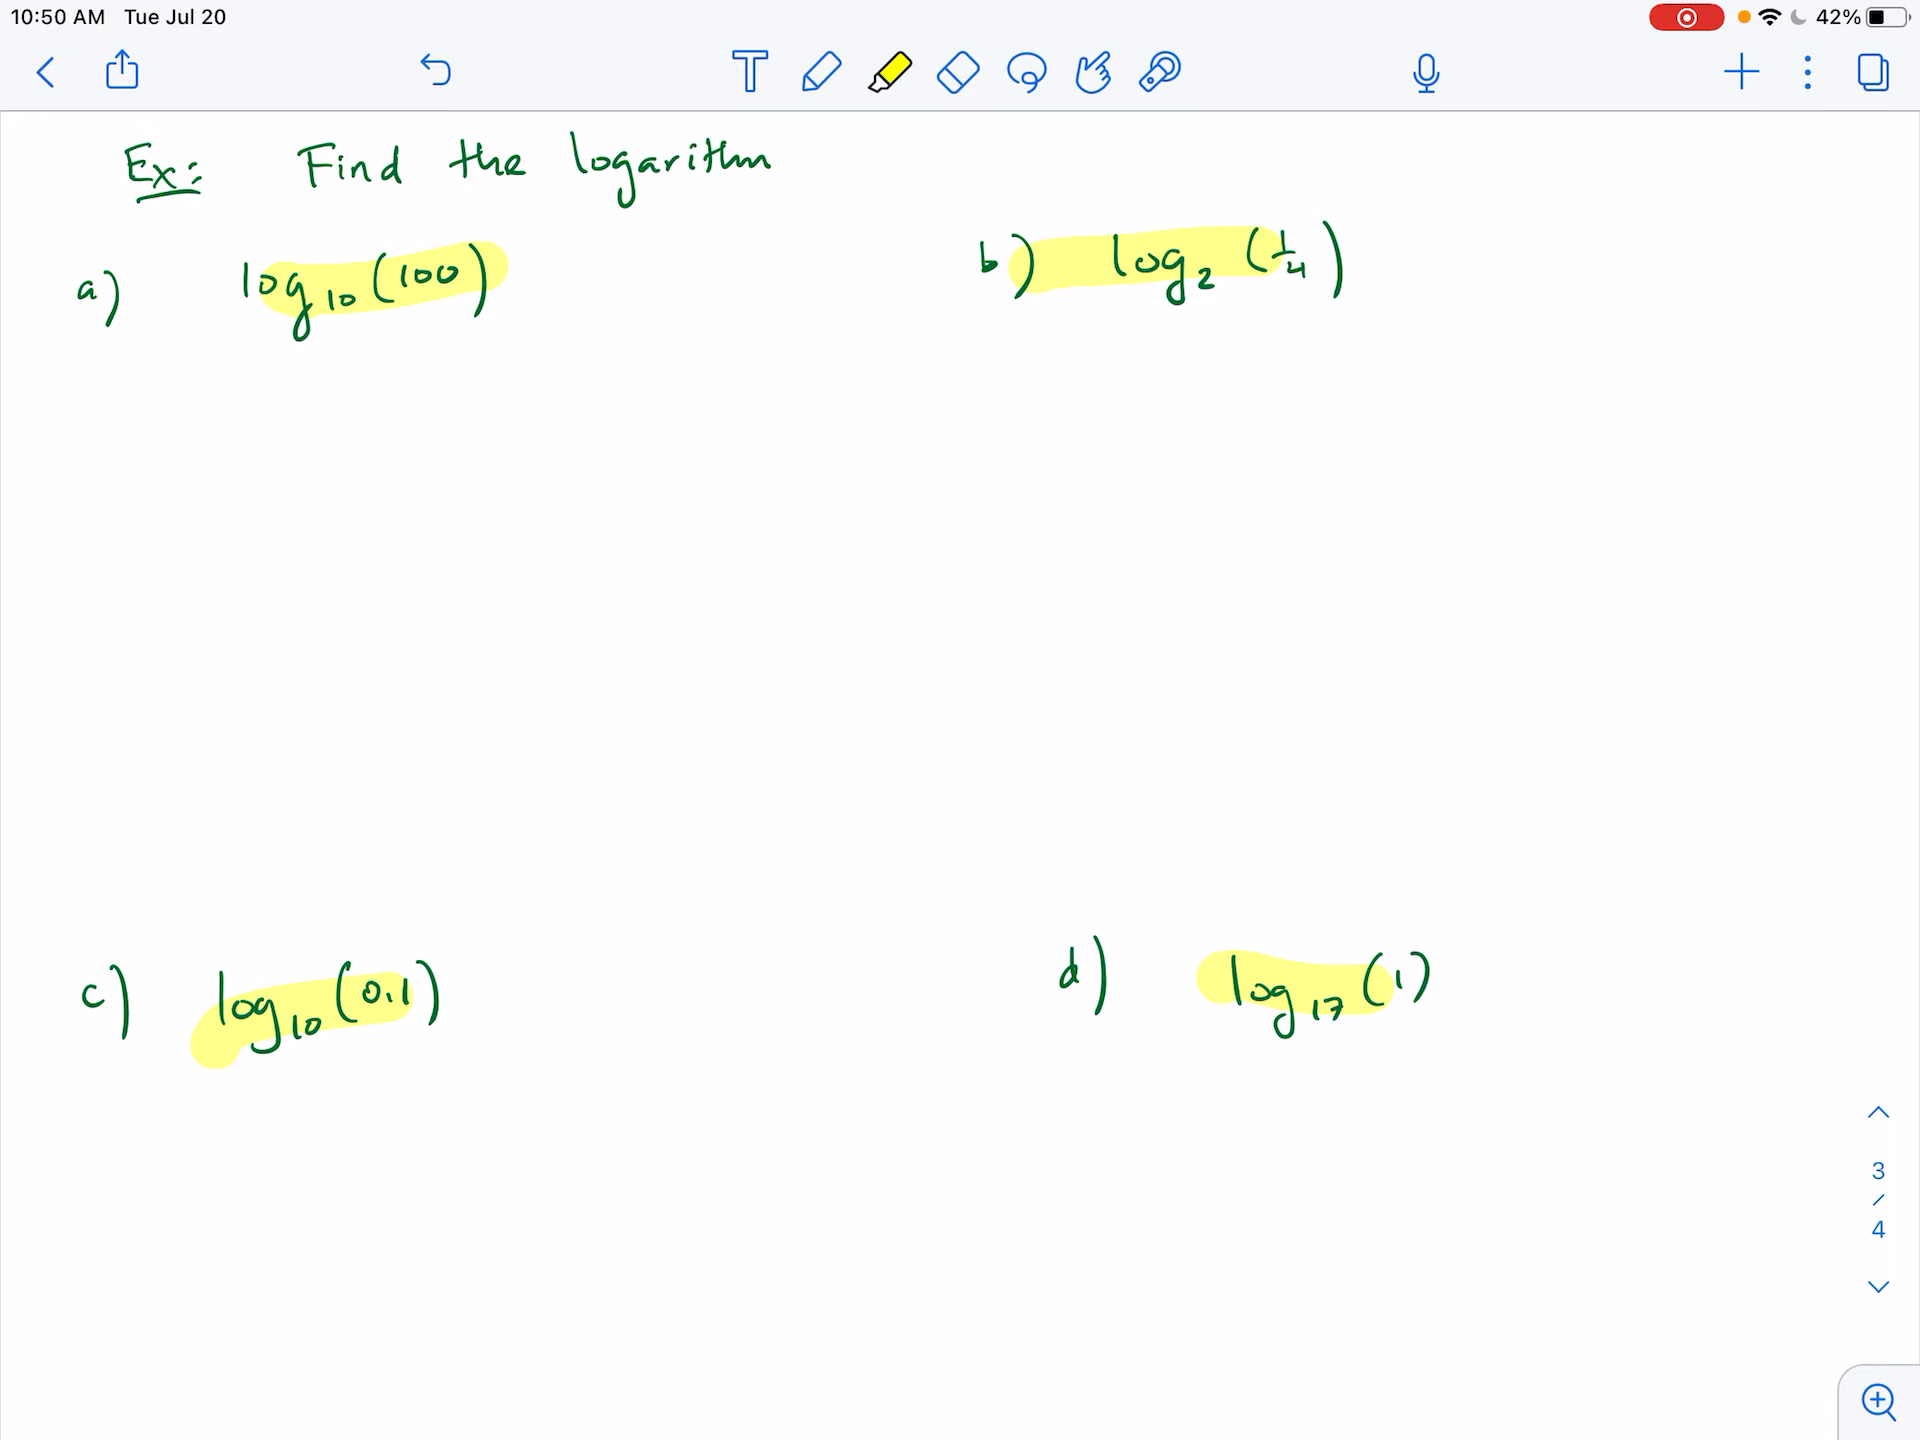 10:50 AM Tue Jul 20 42%
T
Ex: Find the logarithm
a) log₁₀(100) b) log₂(1/4)
c) log₁₀(0.1) d) log₁₇(1)
3
/
4